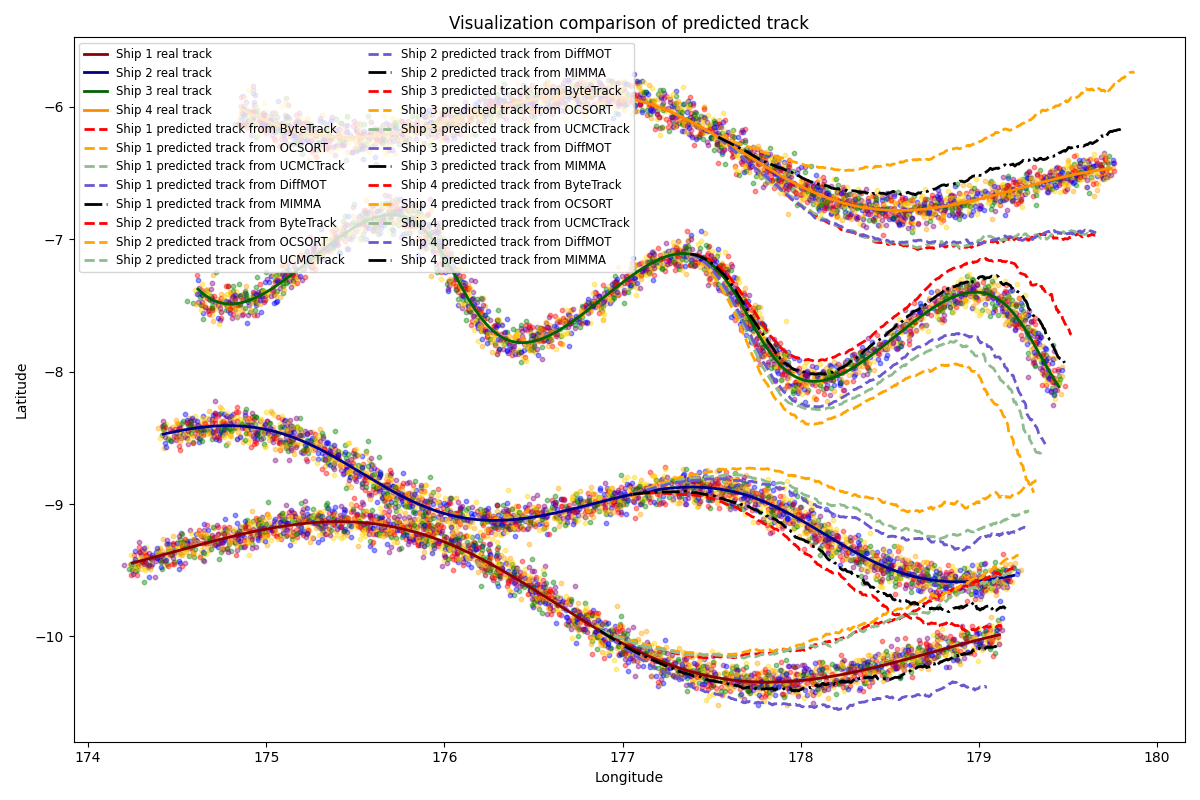 Visualization comparison of predicted track
Ship 1 real track
Ship 2 real track
Ship 3 real track
Ship 4 real track
Ship 1 predicted track from ByteTrack
Ship 1 predicted track from OCSORT
Ship 1 predicted track from UCMCTrack
Ship 1 predicted track from DiffMOT
Ship 1 predicted track from MIMMA
Ship 2 predicted track from ByteTrack
Ship 2 predicted track from OCSORT
Ship 2 predicted track from UCMCTrack
Ship 2 predicted track from DiffMOT
Ship 2 predicted track from MIMMA
Ship 3 predicted track from ByteTrack
Ship 3 predicted track from OCSORT
Ship 3 predicted track from UCMCTrack
Ship 3 predicted track from DiffMOT
Ship 3 predicted track from MIMMA
Ship 4 predicted track from ByteTrack
Ship 4 predicted track from OCSORT
Ship 4 predicted track from UCMCTrack
Ship 4 predicted track from DiffMOT
Ship 4 predicted track from MIMMA
Latitude
−6
−7
−8
−9
−10
174 175 176 177 178 179 180
Longitude